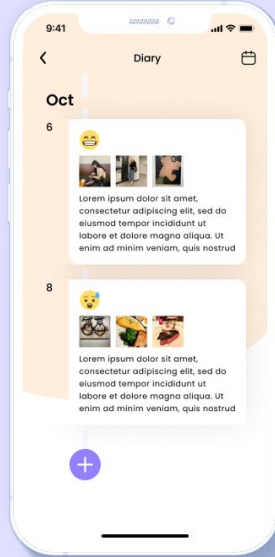 9:41
Diary
Oct
6
Lorem ipsum dolor sit amet,
consectetur adipiscing elit, sed do
eiusmod tempor incididunt ut
labore et dolore magna aliqua. Ut
enim ad minim veniam, quis nostrud
8
Lorem ipsum dolor sit amet,
consectetur adipiscing elit, sed do
eiusmod tempor incididunt ut
labore et dolore magna aliqua. Ut
enim ad minim veniam, quis nostrud